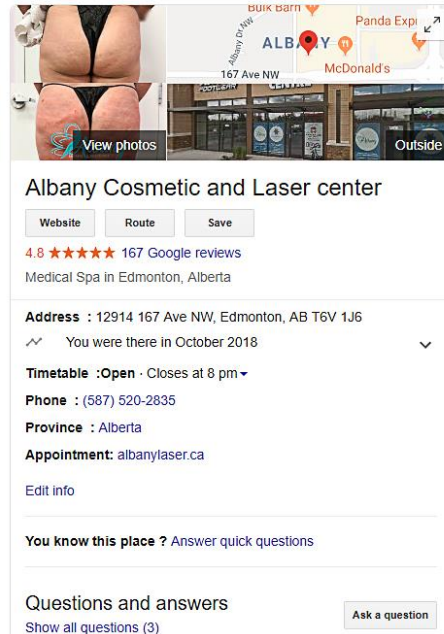 Bulk Barn
Panda Expr
Albany Dr NW
ALBANY
McDonald's
167 Ave NW
View photos
Outside
Albany Cosmetic and Laser center
Website
Route
Save
4.8 ★★★★★ 167 Google reviews
Medical Spa in Edmonton, Alberta
Address : 12914 167 Ave NW, Edmonton, AB T6V 1J6
You were there in October 2018
Timetable :Open · Closes at 8 pm
Phone : (587) 520-2835
Province : Alberta
Appointment: albanylaser.ca
Edit info
You know this place ? Answer quick questions
Questions and answers
Ask a question
Show all questions (3)